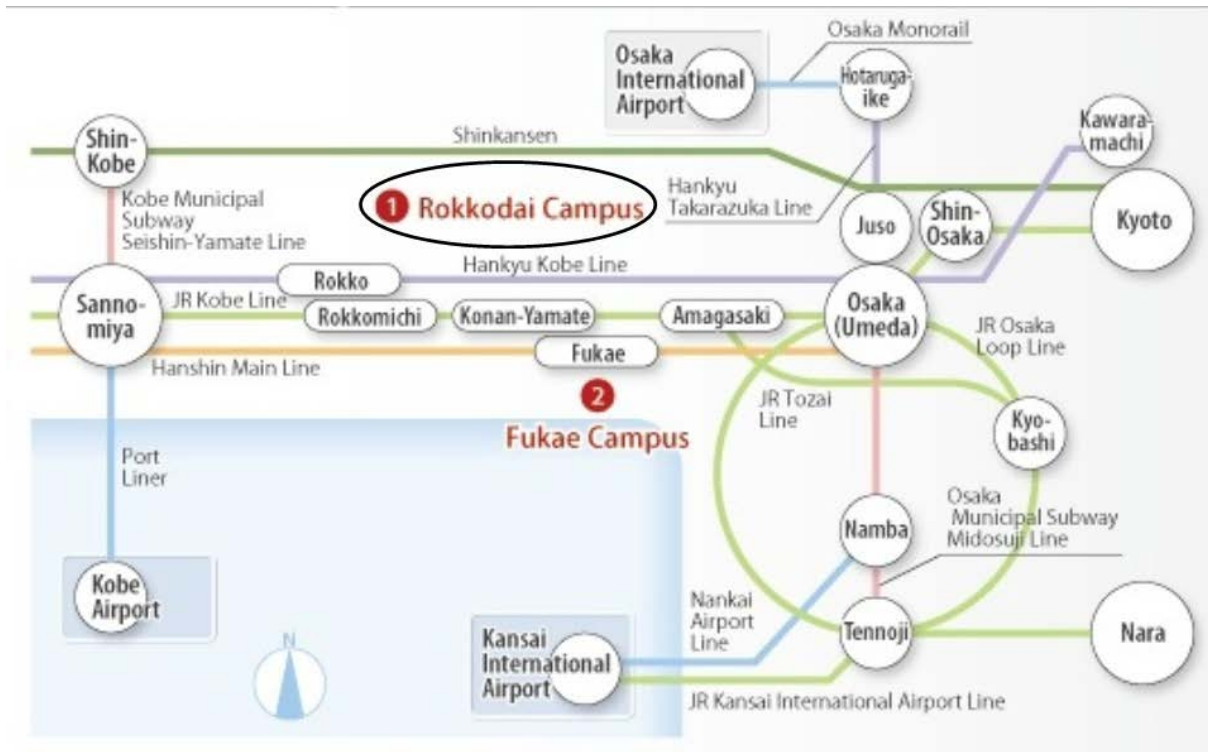 Osaka Monorail
Osaka
International
Airport
Hotaruga-
ike
Kawara-
machi
Shin-
Kobe
Shinkansen
Kobe Municipal
Subway
Seishin-Yamate Line
1 Rokkodai Campus
Hankyu
Takarazuka Line
Juso
Shin-
Osaka
Kyoto
Hankyu Kobe Line
Rokko
Sanno-
miya
JR Kobe Line
Rokkomichi
Konan-Yamate
Amagasaki
Osaka
(Umeda)
JR Osaka
Loop Line
Hanshin Main Line
Fukae
2
Fukae Campus
JR Tozai
Line
Kyo-
bashi
Port
Liner
Osaka
Municipal Subway
Midosuji Line
Namba
Kobe
Airport
Nankai
Airport
Line
Tennoji
Nara
N
Kansai
International
Airport
JR Kansai International Airport Line